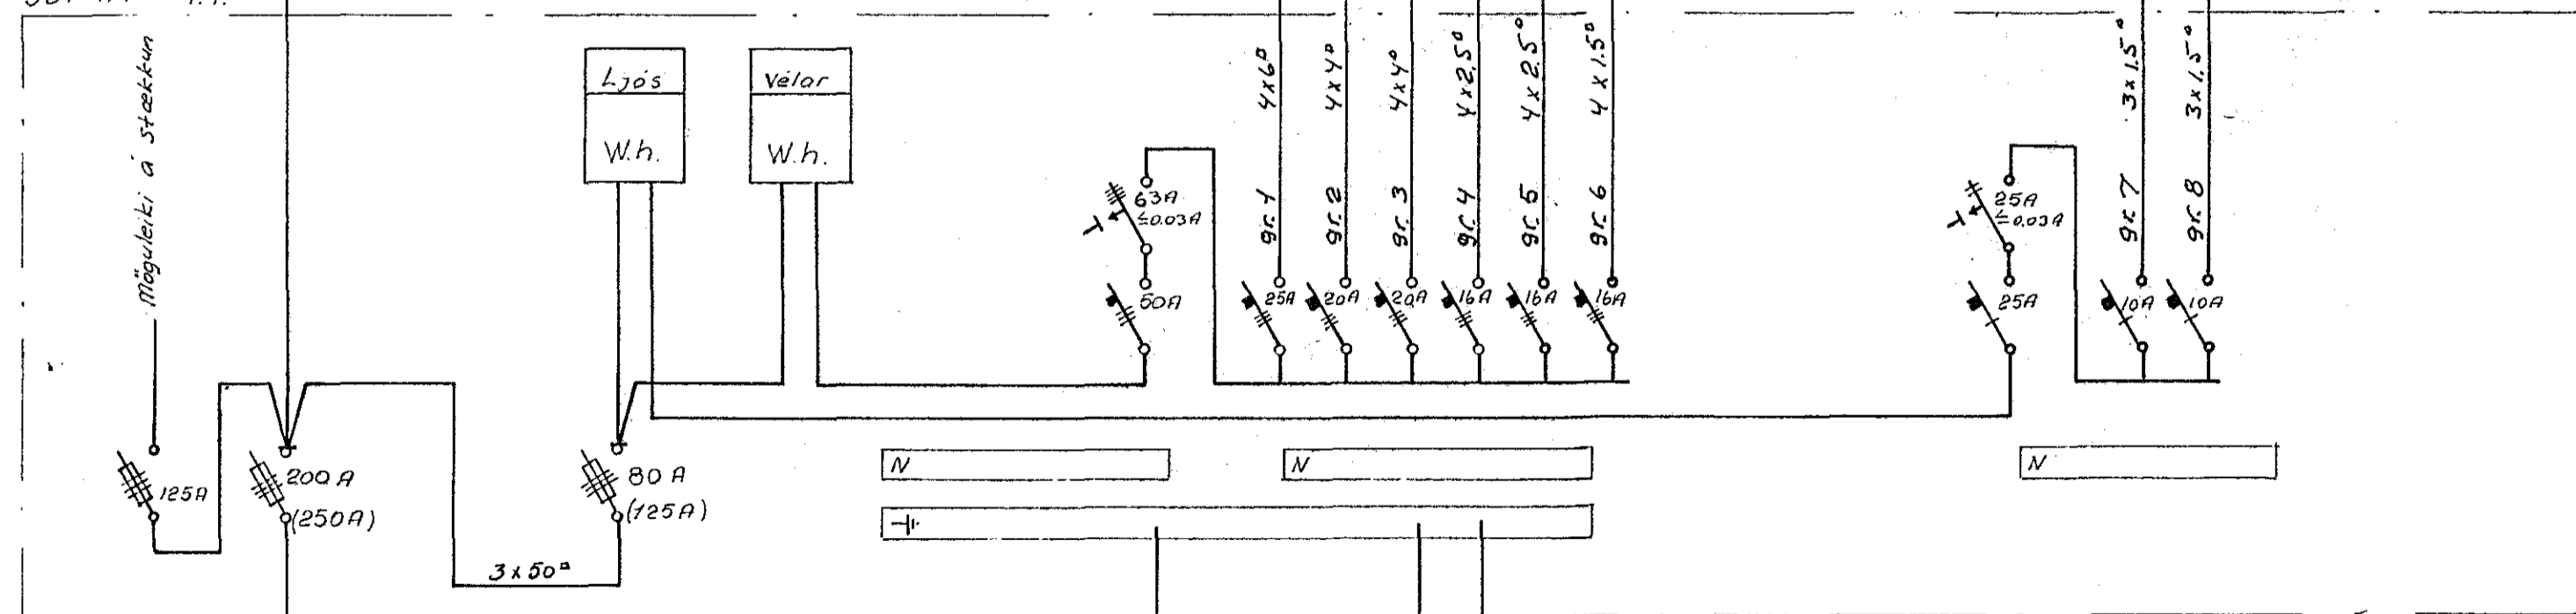 Möguleiki á stækkun
Ljós
W.h.
Vélar
W.h.
63A
≤0.03A
50A
4x6□
gr. 1
25A
4x4□
gr. 2
20A
4x4□
gr. 3
20A
4x2.5□
gr. 4
16A
4x2.5□
gr. 5
16A
4x1.5□
gr. 6
16A
25A
≤0.03A
25A
3x1.5□
gr. 7
10A
3x1.5□
gr. 8
10A
125A
200A
(250A)
80A
(125A)
3x50□
N
N
N